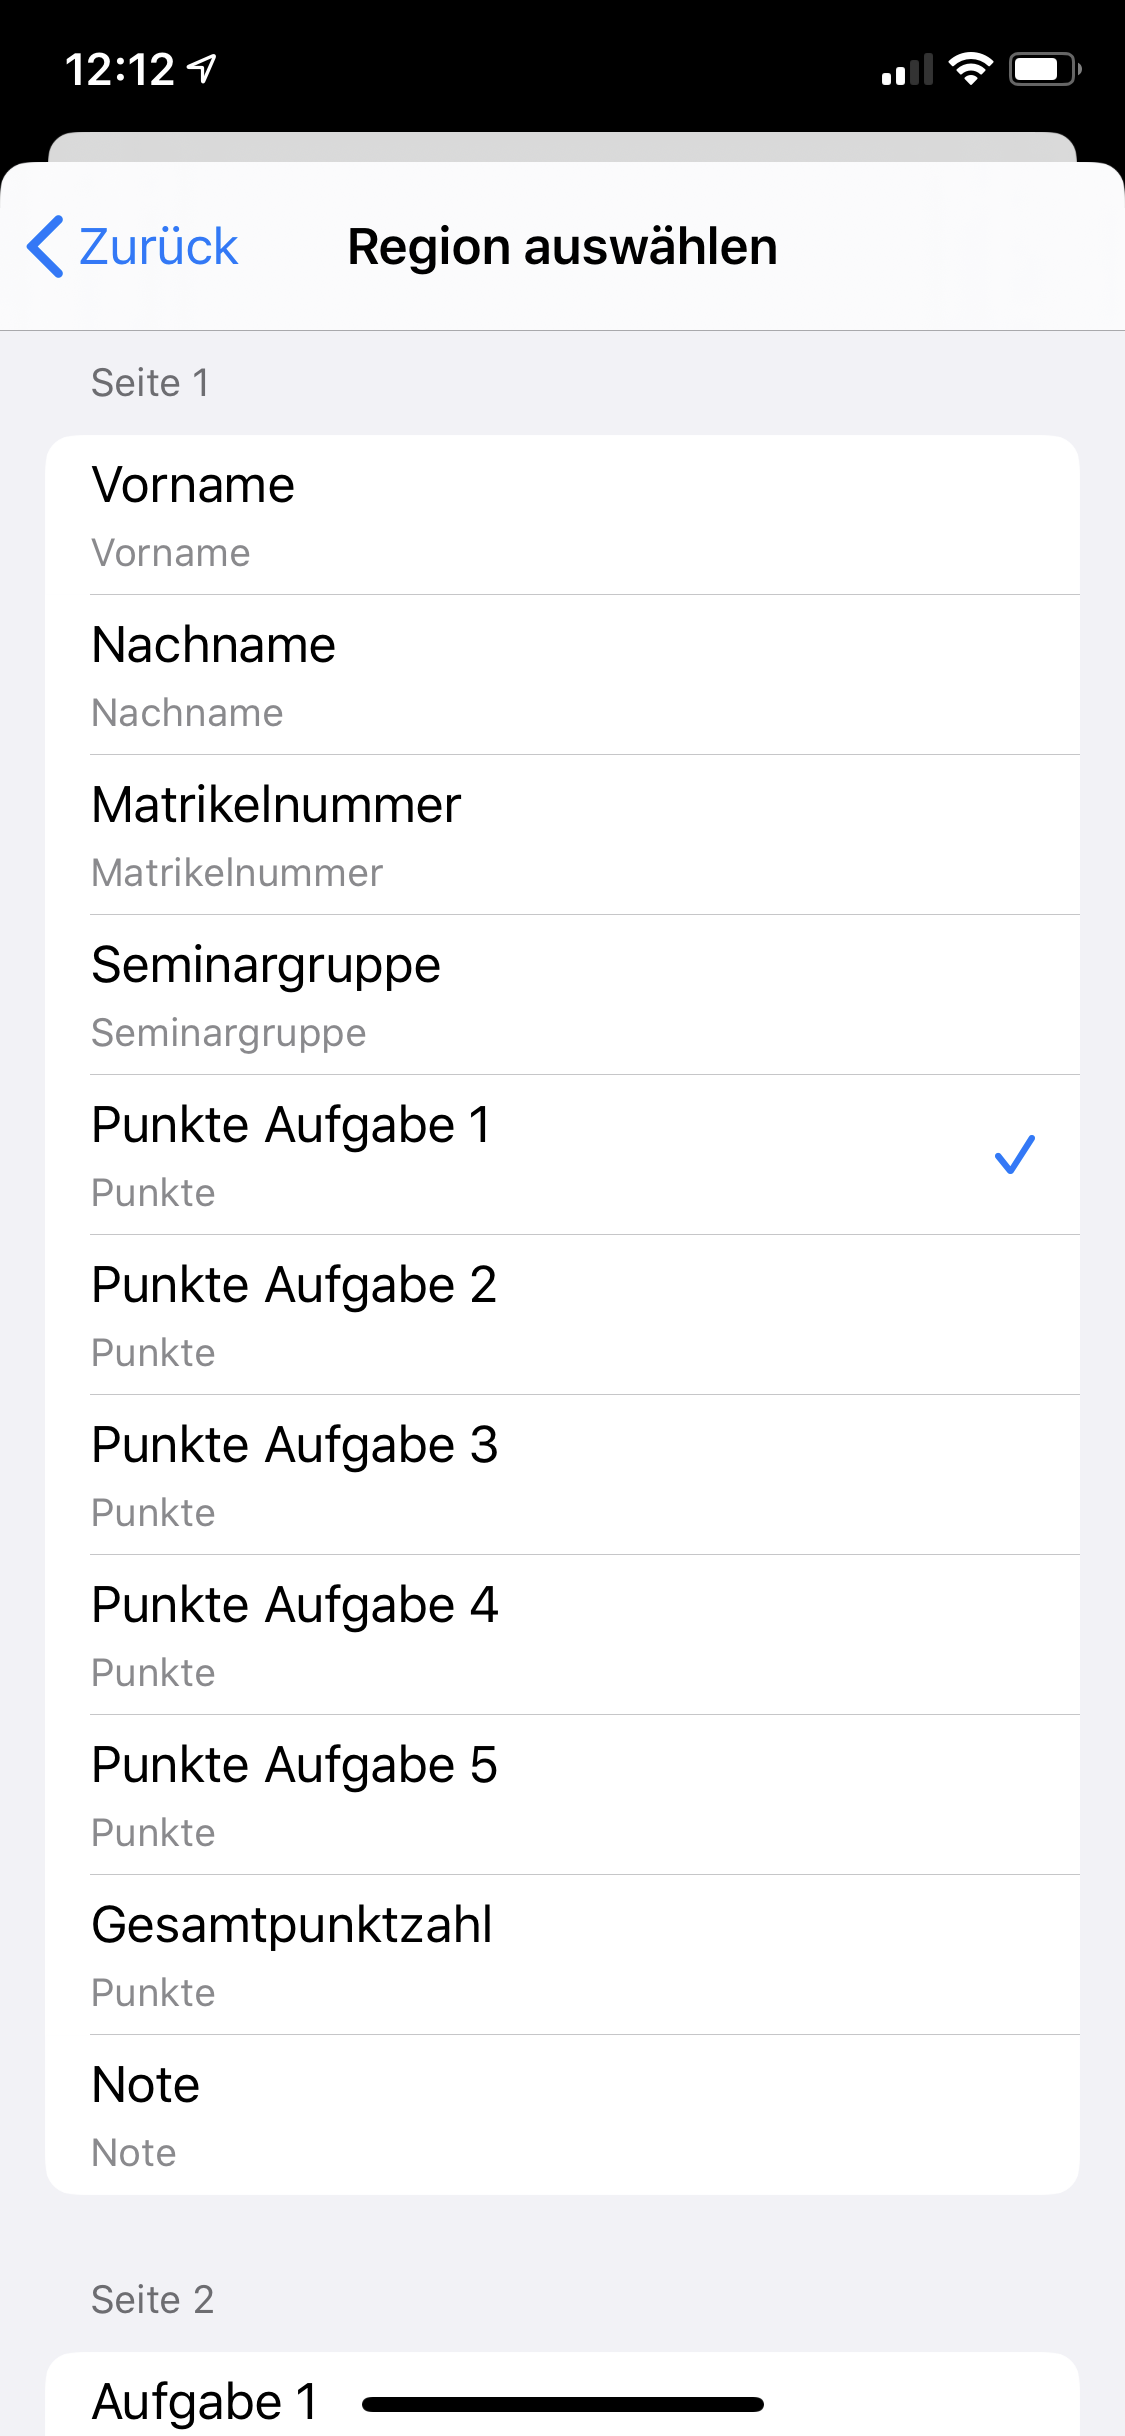 12:12
Zurück
Region auswählen
Seite 1
Vorname
Vorname
Nachname
Nachname
Matrikelnummer
Matrikelnummer
Seminargruppe
Seminargruppe
Punkte Aufgabe 1
Punkte
Punkte Aufgabe 2
Punkte
Punkte Aufgabe 3
Punkte
Punkte Aufgabe 4
Punkte
Punkte Aufgabe 5
Punkte
Gesamtpunktzahl
Punkte
Note
Note
Seite 2
Aufgabe 1